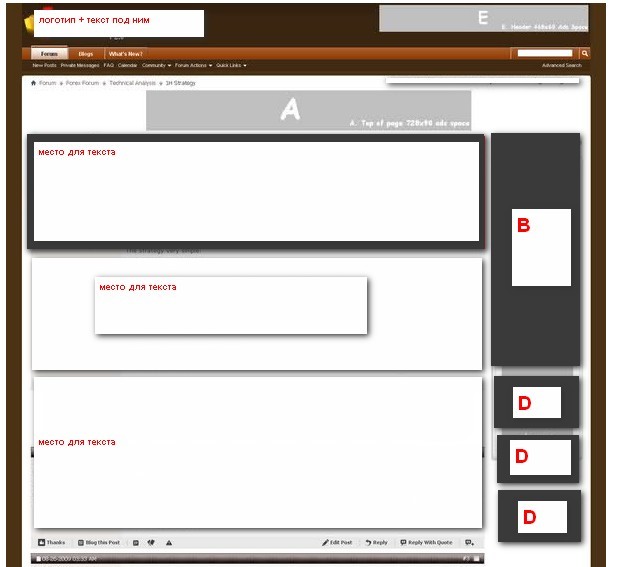 логотип + текст под ним
E
E. Header 468x60 Ads Space
Forum Blogs What's New?
New Posts Private Messages FAQ Calendar Community Forum Actions Quick Links Advanced Search
Forum Forex Forum Technical Analysis 1H Strategy
A
A. Top of page 728x90 ads space
место для текста
B
The strategy very simple:
место для текста
D
место для текста
D
D
Thanks Blog this Post Edit Post Reply Reply With Quote
08-26-2009 03:33 AM #3